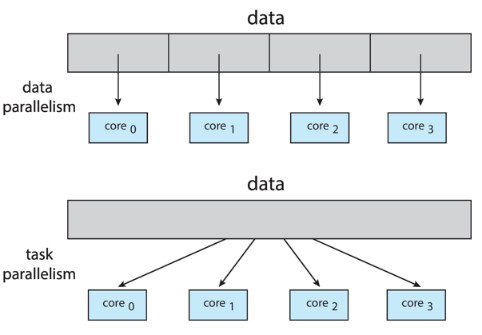 data
data
parallelism
core 0
core 1
core 2
core 3
data
task
parallelism
core 0
core 1
core 2
core 3